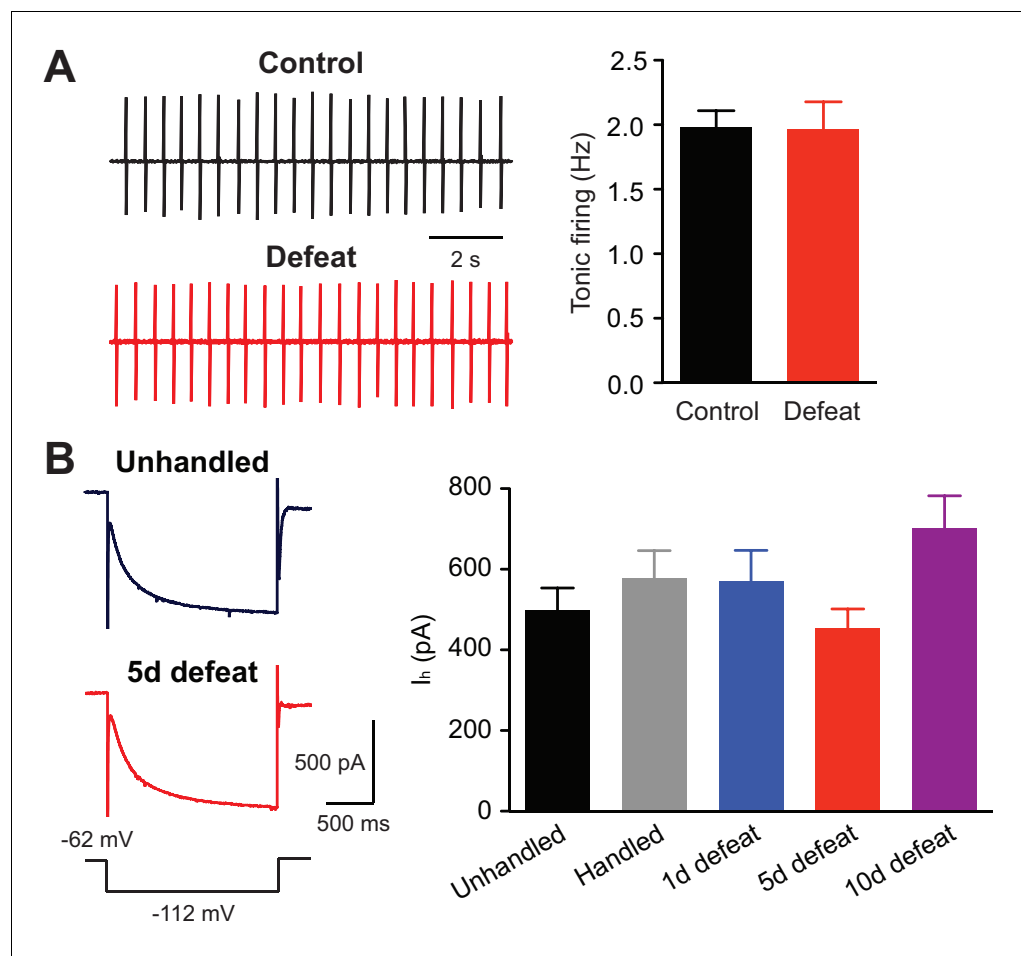 A
Control
Defeat
2 s
Tonic firing (Hz)
2.5
2.0
1.5
1.0
0.5
0.0
Control Defeat
B
Unhandled
5d defeat
500 pA
500 ms
-62 mV
-112 mV
Ih (pA)
800
600
400
200
0
Unhandled
Handled
1d defeat
5d defeat
10d defeat